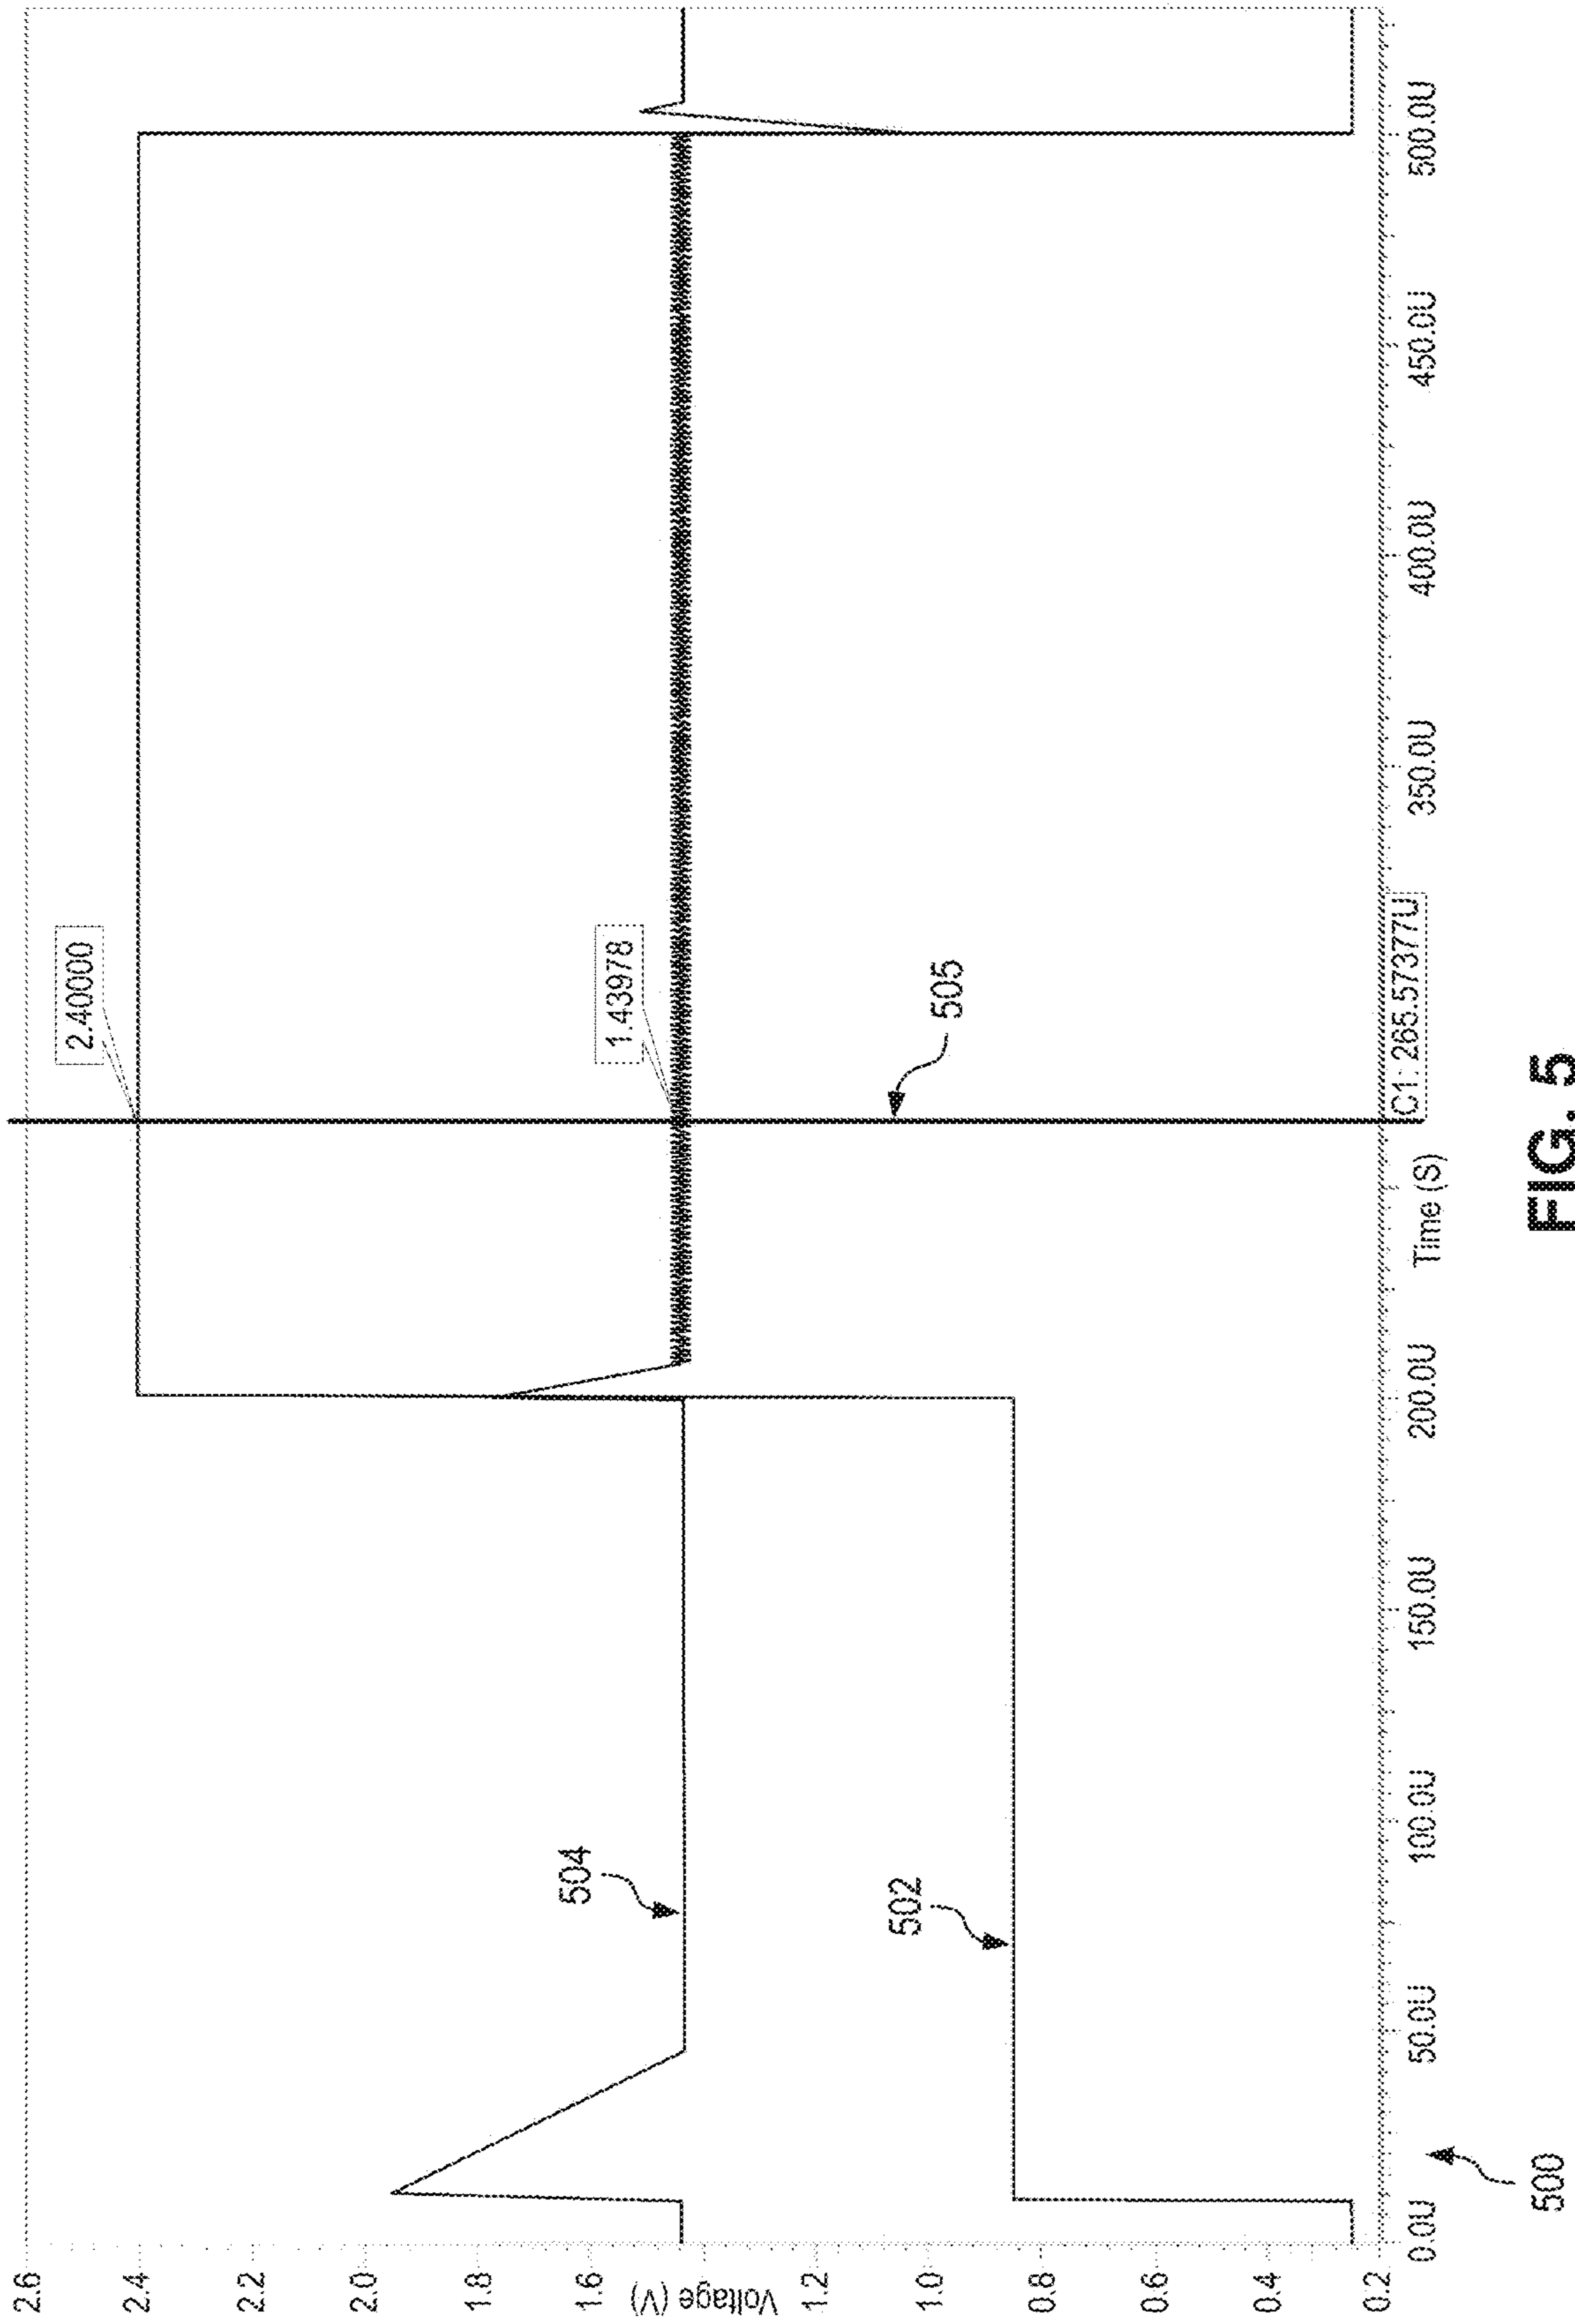 2.6
2.4
2.2
2.0
1.8
1.6
Voltage (V)
1.2
1.0
0.8
0.6
0.4
0.2
2.40000
1.43978
504
502
505
C1: 265.57377U
0.0U
50.0U
100.0U
150.0U
200.0U
Time (S)
350.0U
400.0U
450.0U
500.0U
500
FIG. 5